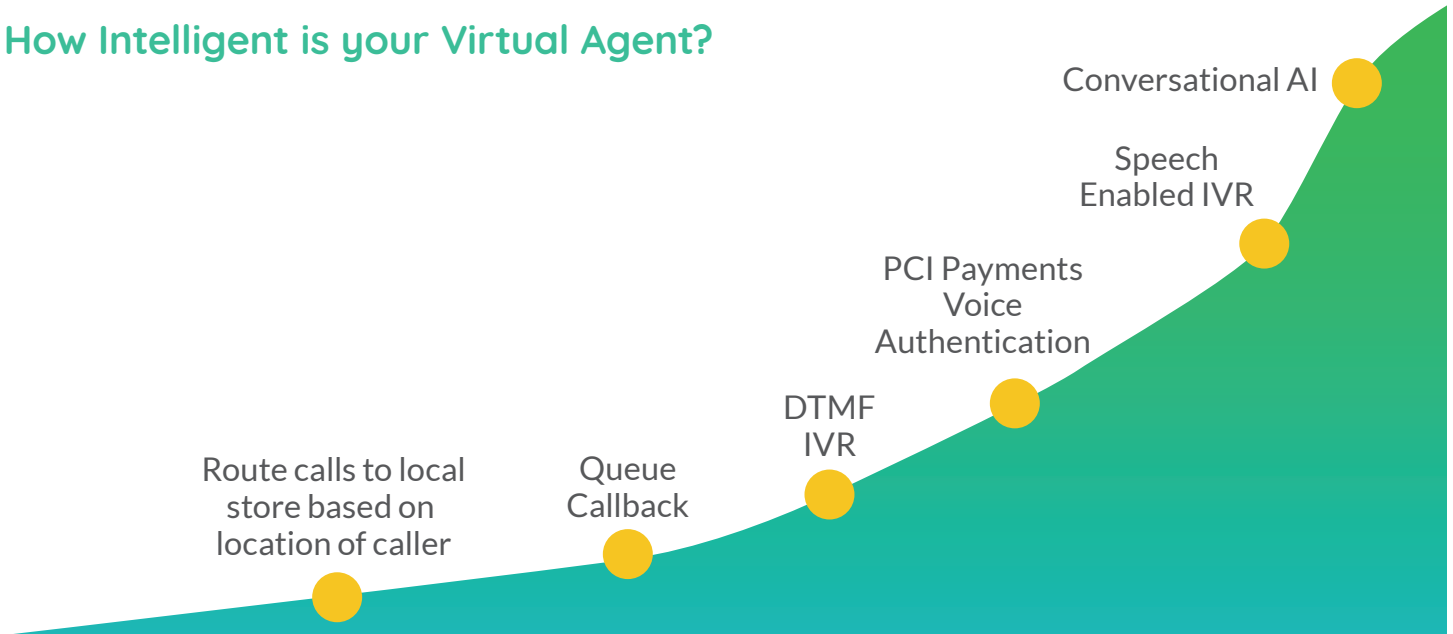 How Intelligent is your Virtual Agent?
Conversational AI
Speech
Enabled IVR
PCI Payments
Voice
Authentication
DTMF
IVR
Queue
Callback
Route calls to local
store based on
location of caller